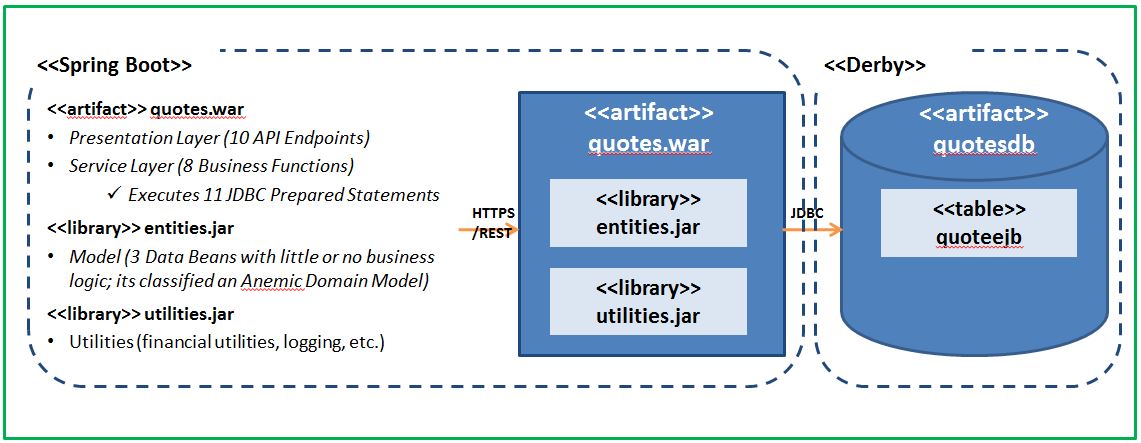 <<Spring Boot>>
<<artifact>> quotes.war
• Presentation Layer (10 API Endpoints)
• Service Layer (8 Business Functions)
✓ Executes 11 JDBC Prepared Statements
<<library>> entities.jar
• Model (3 Data Beans with little or no business
logic; its classified an Anemic Domain Model)
<<library>> utilities.jar
• Utilities (financial utilities, logging, etc.)
HTTPS
/REST
<<artifact>>
quotes.war
<<library>>
entities.jar
<<library>>
utilities.jar
JDBC
<<Derby>>
<<artifact>>
quotesdb
<<table>>
quoteejb